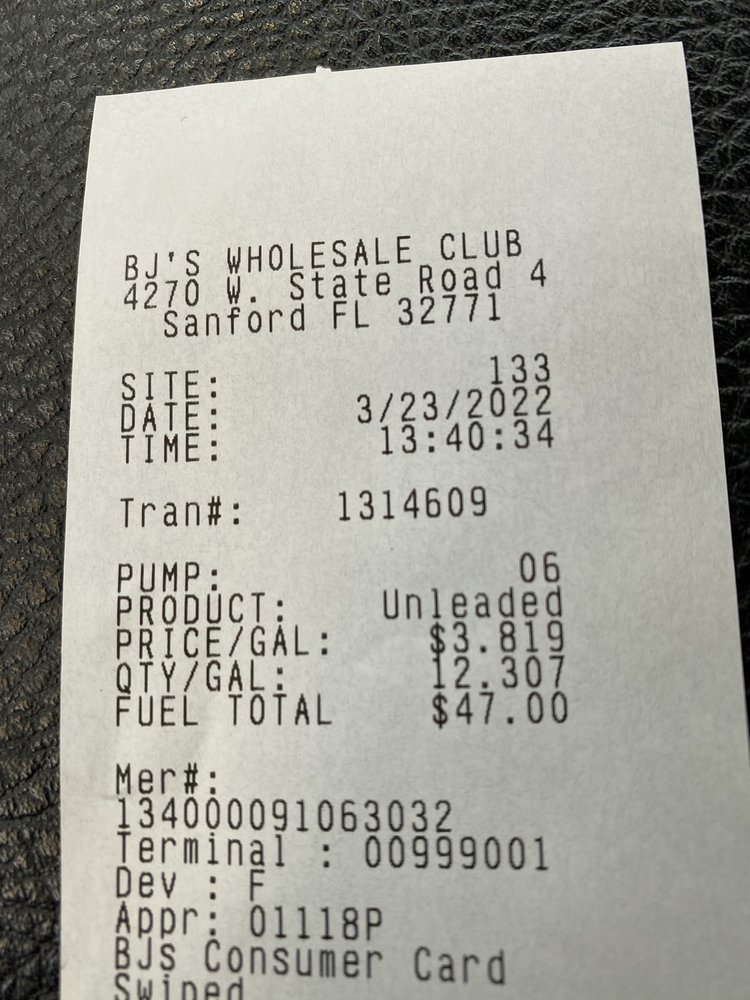 BJ'S WHOLESALE CLUB
4270 W. State Road 4
Sanford FL 32771
SITE: 133
DATE: 3/23/2022
TIME: 13:40:34
Tran#: 1314609
PUMP: 06
PRODUCT: Unleaded
PRICE/GAL: $3.819
QTY/GAL: 12.307
FUEL TOTAL $47.00
Mer#:
134000091063032
Terminal : 00999001
Dev : F
Appr: 01118P
BJs Consumer Card
Swiped